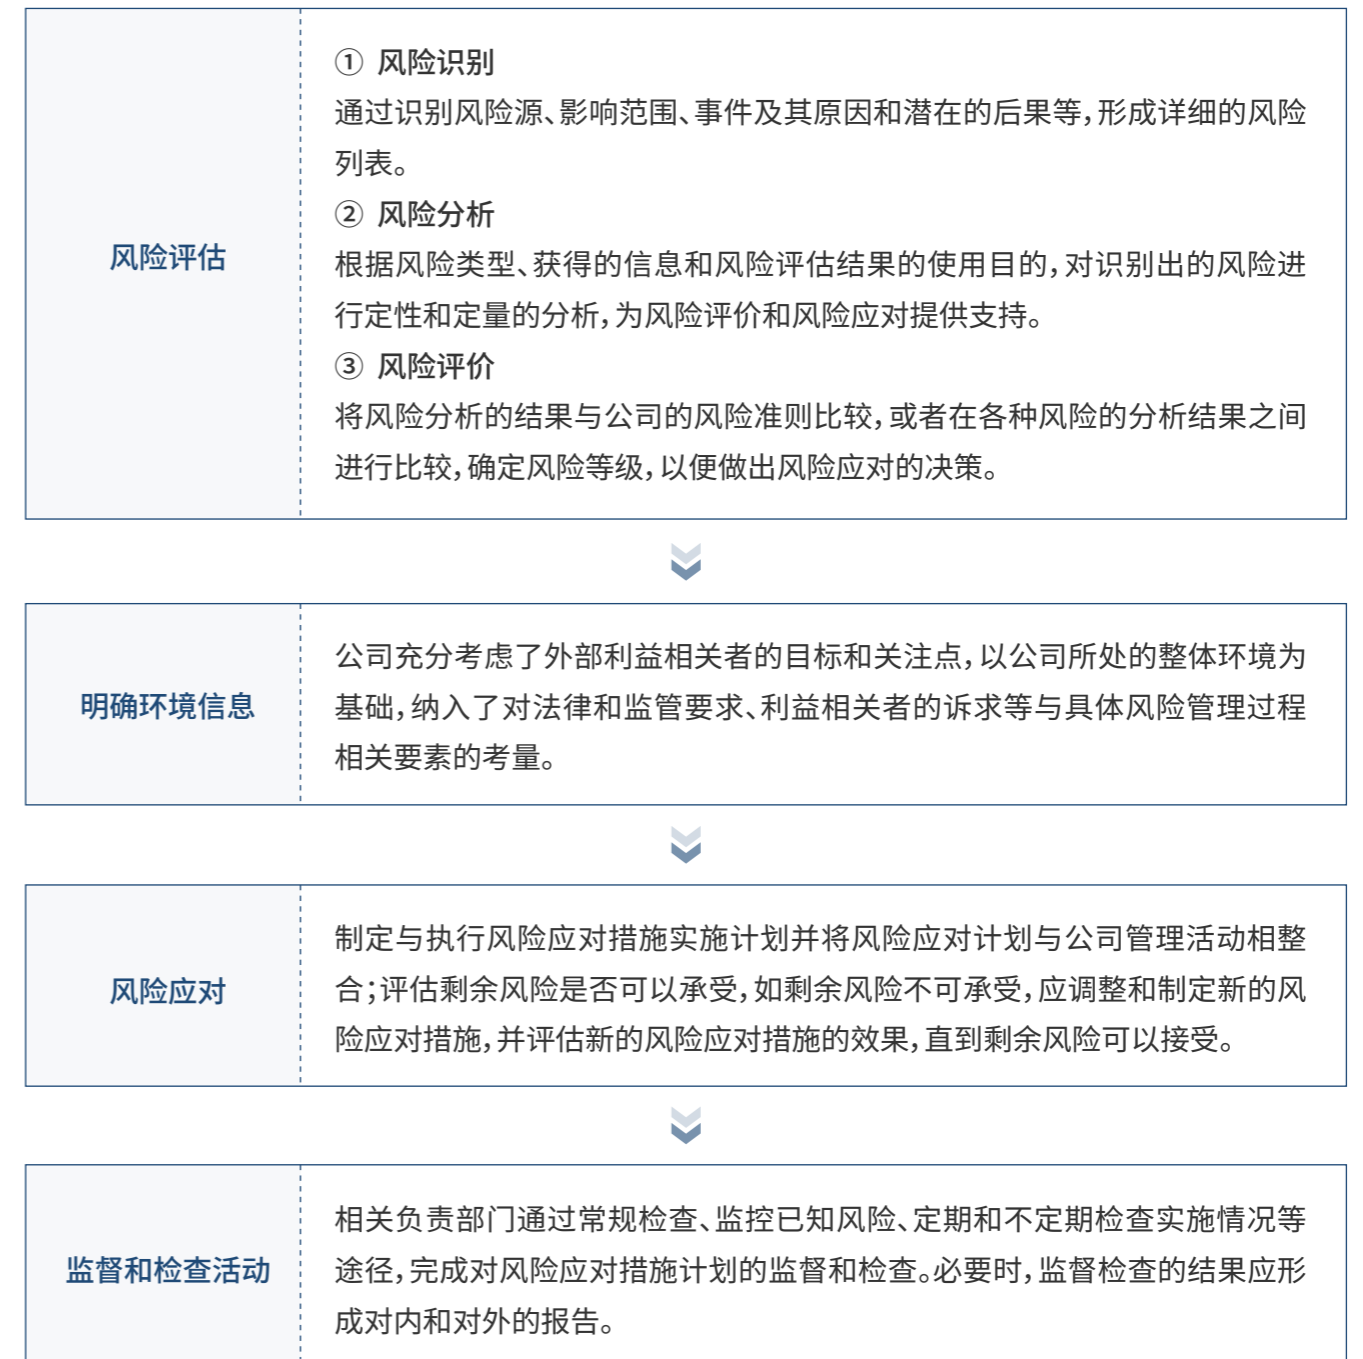 风险评估
① 风险识别
通过识别风险源、影响范围、事件及其原因和潜在的后果等，形成详细的风险
列表。
② 风险分析
根据风险类型、获得的信息和风险评估结果的使用目的，对识别出的风险进
行定性和定量的分析，为风险评价和风险应对提供支持。
③ 风险评价
将风险分析的结果与公司的风险准则比较，或者在各种风险的分析结果之间
进行比较，确定风险等级，以便做出风险应对的决策。
明确环境信息
公司充分考虑了外部利益相关者的目标和关注点，以公司所处的整体环境为
基础，纳入了对法律和监管要求、利益相关者的诉求等与具体风险管理过程
相关要素的考量。
风险应对
制定与执行风险应对措施实施计划并将风险应对计划与公司管理活动相整
合；评估剩余风险是否可以承受，如剩余风险不可承受，应调整和制定新的风
险应对措施，并评估新的风险应对措施的效果，直到剩余风险可以接受。
监督和检查活动
相关负责部门通过常规检查、监控已知风险、定期和不定期检查实施情况等
途径，完成对风险应对措施计划的监督和检查。必要时，监督检查的结果应形
成对内和对外的报告。